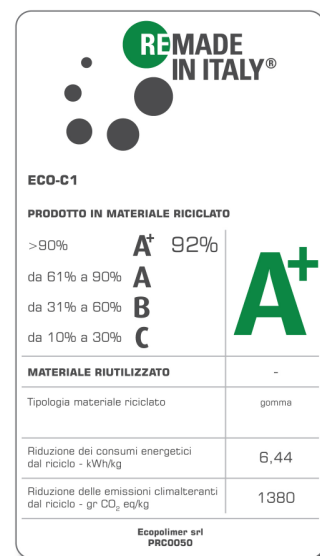 REMADE
IN ITALY®
ECO-C1
PRODOTTO IN MATERIALE RICICLATO
>90% A+ 92%
da 61% a 90% A
da 31% a 60% B
da 10% a 30% C
A+
MATERIALE RIUTILIZZATO -
Tipologia materiale riciclato gomma
Riduzione dei consumi energetici
dal riciclo - kWh/kg 6,44
Riduzione delle emissioni climalteranti
dal riciclo - gr CO₂ eq/kg 1380
Ecopolimer srl
PRC0050